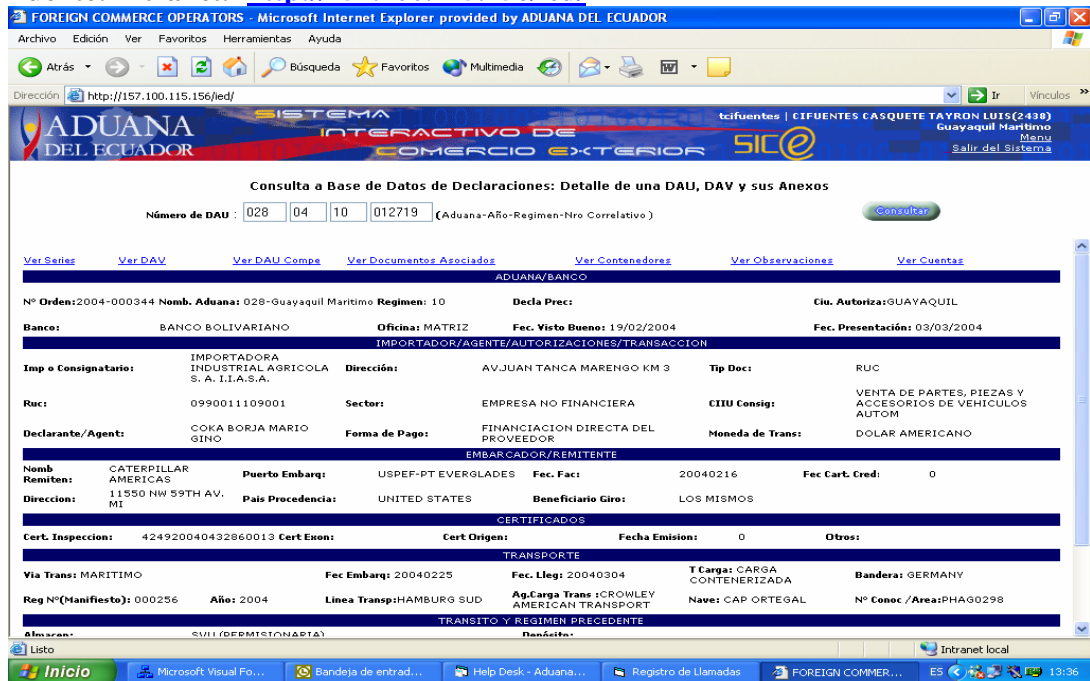 FOREIGN COMMERCE OPERATORS - Microsoft Internet Explorer provided by ADUANA DEL ECUADOR
Archivo Edición Ver Favoritos Herramientas Ayuda
Atrás Búsqueda Favoritos Multimedia
Dirección http://157.100.115.156/ied/ Ir Vínculos
ADUANA DEL ECUADOR
SISTEMA INTERACTIVO DE COMERCIO EXTERIOR
SICE
tcifuentes | CIFUENTES CASQUETE TAYRON LUIS(2438)
Guayaquil Maritimo
Menu
Salir del Sistema
Consulta a Base de Datos de Declaraciones: Detalle de una DAU, DAV y sus Anexos
Número de DAU : 028 04 10 012719 (Aduana-Año-Regimen-Nro Correlativo ) Consultar
Ver Series Ver DAV Ver DAU Compe Ver Documentos Asociados Ver Contenedores Ver Observaciones Ver Cuentas
ADUANA/BANCO
Nº Orden:2004-000344 Nomb. Aduana: 028-Guayaquil Maritimo Regimen: 10 Decla Prec: Ciu. Autoriza:GUAYAQUIL
Banco: BANCO BOLIVARIANO Oficina: MATRIZ Fec. Visto Bueno: 19/02/2004 Fec. Presentación: 03/03/2004
IMPORTADOR/AGENTE/AUTORIZACIONES/TRANSACCION
Imp o Consignatario: IMPORTADORA INDUSTRIAL AGRICOLA S. A. I.I.A.S.A. Dirección: AV.JUAN TANCA MARENGO KM 3 Tip Doc: RUC
Ruc: 0990011109001 Sector: EMPRESA NO FINANCIERA CIIU Consig: VENTA DE PARTES, PIEZAS Y ACCESORIOS DE VEHICULOS AUTOM
Declarante/Agent: COKA BORJA MARIO GINO Forma de Pago: FINANCIACION DIRECTA DEL PROVEEDOR Moneda de Trans: DOLAR AMERICANO
EMBARCADOR/REMITENTE
Nomb Remiten: CATERPILLAR AMERICAS Puerto Embarq: USPEF-PT EVERGLADES Fec. Fac: 20040216 Fec Cart. Cred: 0
Direccion: 11550 NW 59TH AV. MI Pais Procedencia: UNITED STATES Beneficiario Giro: LOS MISMOS
CERTIFICADOS
Cert. Inspeccion: 424920040432860013 Cert Exon: Cert Origen: Fecha Emision: 0 Otros:
TRANSPORTE
Via Trans: MARITIMO Fec Embarq: 20040225 Fec. Lleg: 20040304 T Carga: CARGA CONTENERIZADA Bandera: GERMANY
Reg Nº(Manifiesto): 000256 Año: 2004 Linea Transp:HAMBURG SUD Ag.Carga Trans :CROWLEY AMERICAN TRANSPORT Nave: CAP ORTEGAL Nº Conoc /Area:PHAG0298
TRANSITO Y REGIMEN PRECEDENTE
Almacen: SVU (PERMISIONARIA) Depósito:
Listo Intranet local
Inicio Microsoft Visual Fo... Bandeja de entrad... Help Desk - Aduana... Registro de Llamadas FOREIGN COMMER... ES 13:36